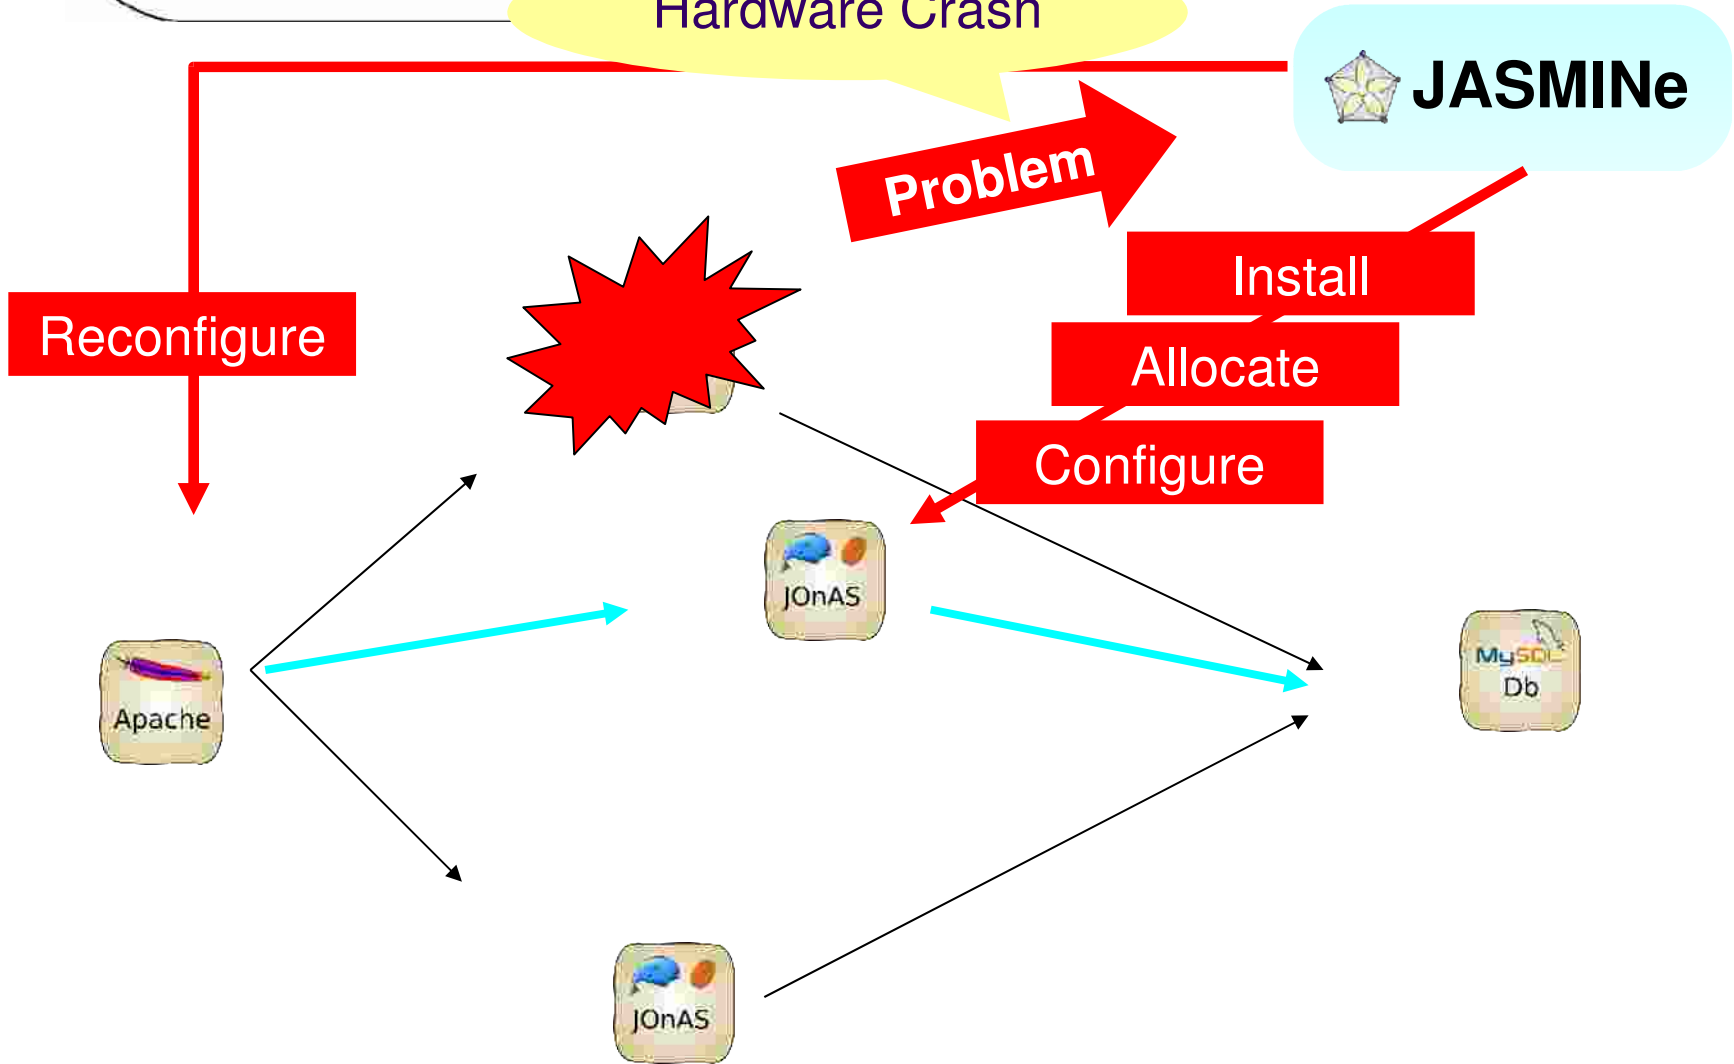 Hardware Crash
JASMINe
Problem
Install
Reconfigure
Allocate
Configure
JOnAS
MySQL
Db
Apache
JOnAS